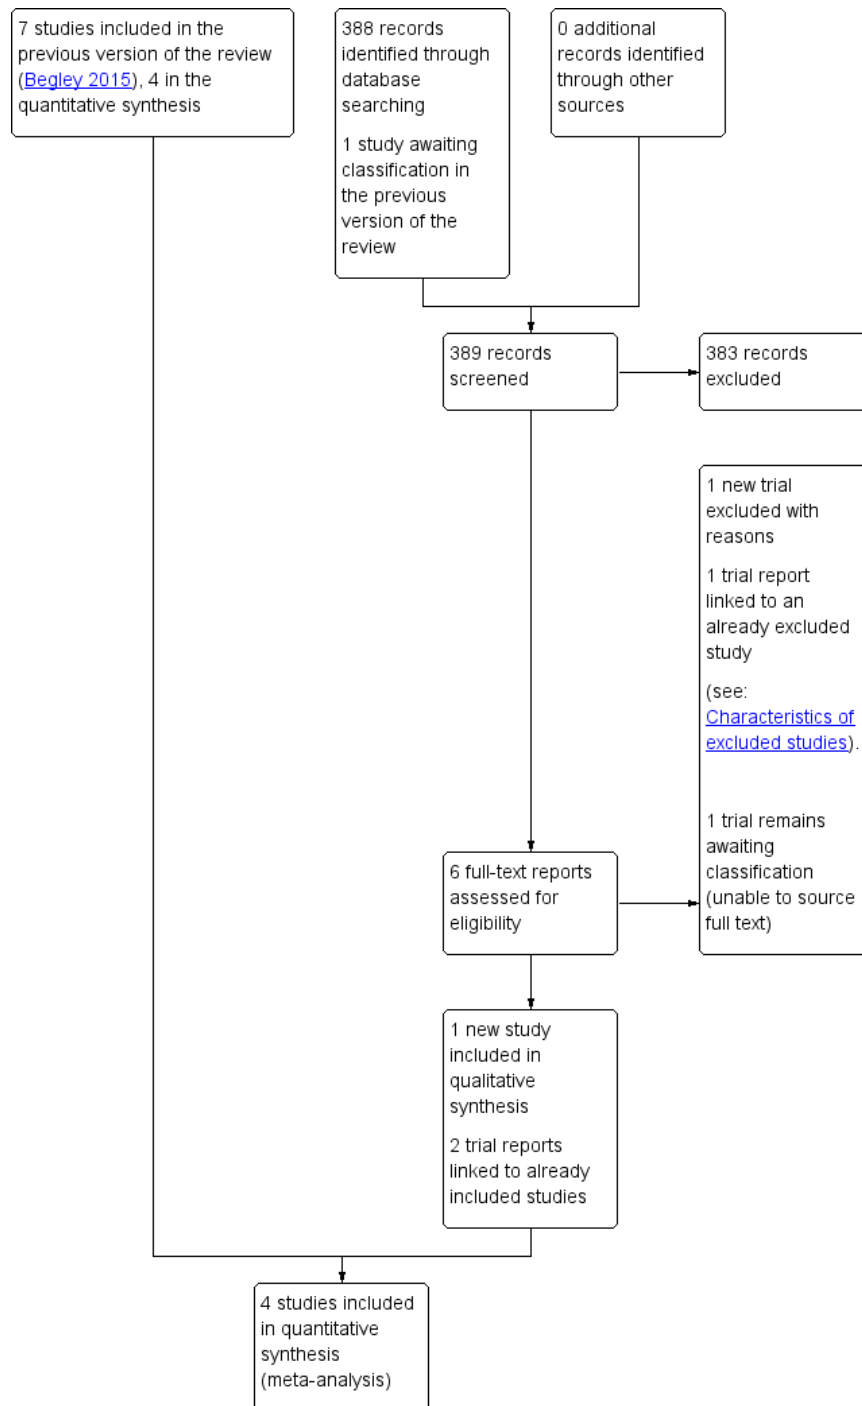 7 studies included in the
previous version of the review
(Begley 2015), 4 in the
quantitative synthesis
388 records
identified through
database
searching
1 study awaiting
classification in
the previous
version of the
review
0 additional
records identified
through other
sources
389 records
screened
383 records
excluded
1 new trial
excluded with
reasons
1 trial report
linked to an
already excluded
study
(see:
Characteristics of
excluded studies).
1 trial remains
awaiting
classification
(unable to source
full text)
6 full-text reports
assessed for
eligibility
1 new study
included in
qualitative
synthesis
2 trial reports
linked to already
included studies
4 studies included
in quantitative
synthesis
(meta-analysis)